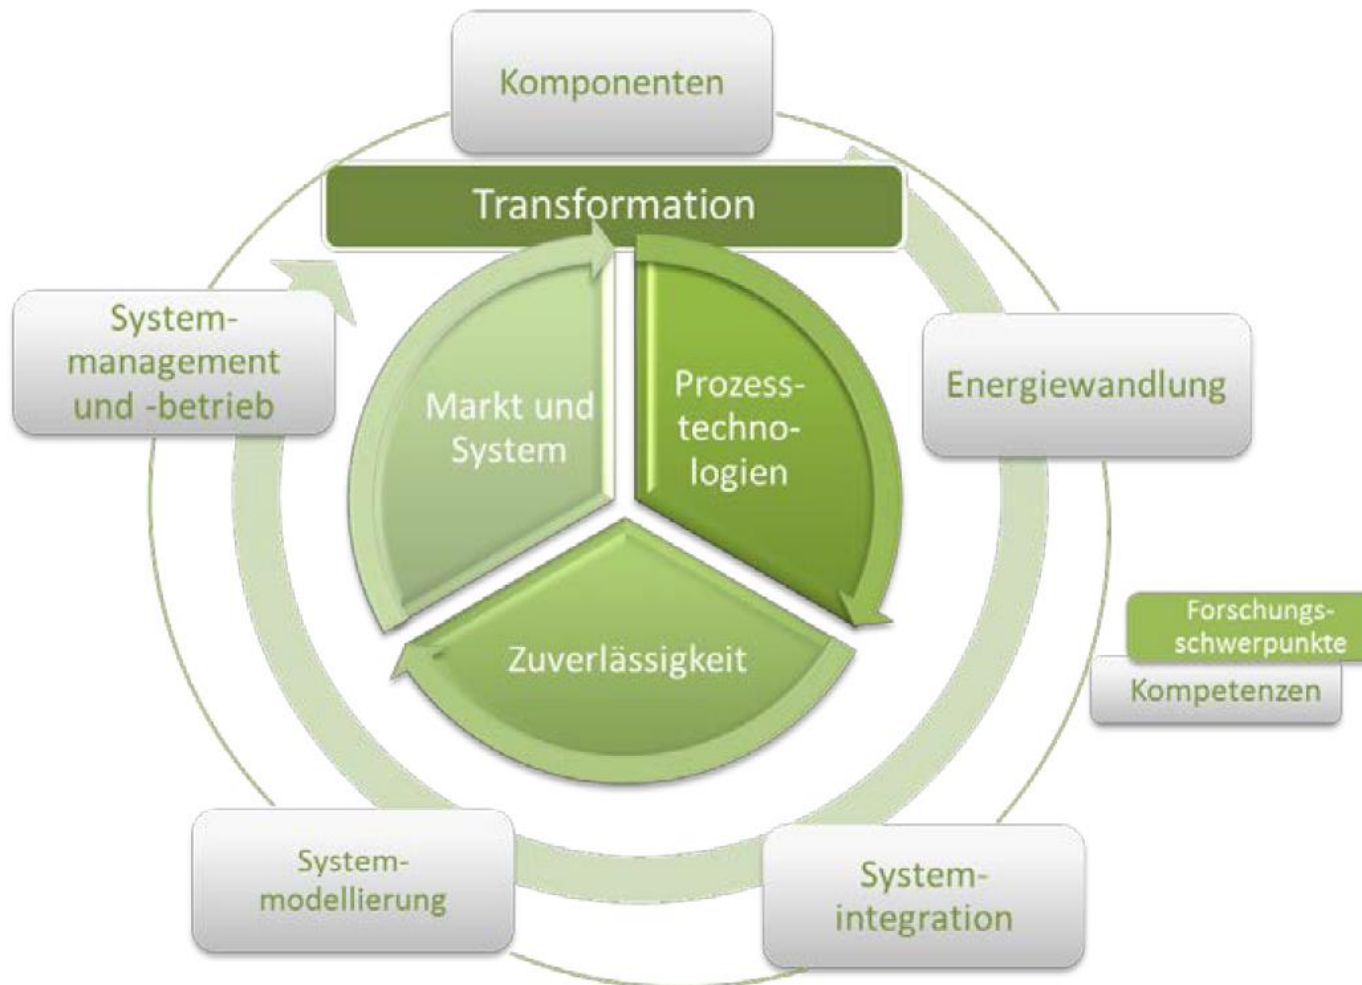 Komponenten
Transformation
System-
management
und -betrieb
Energiewandlung
Markt und
System
Prozess-
techno-
logien
Zuverlässigkeit
Forschungs-
schwerpunkte
Kompetenzen
System-
modellierung
System-
integration